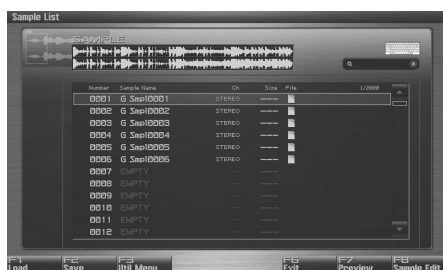 Sample List
SAMPLE
Number Sample Name Ch Size File 1/2000
0001 G Smpl0001 STEREO ---
0002 G Smpl0002 STEREO ---
0003 G Smpl0003 STEREO ---
0004 G Smpl0004 STEREO ---
0005 G Smpl0005 STEREO ---
0006 G Smpl0006 STEREO ---
0007 EMPTY --- ---
0008 EMPTY --- ---
0009 EMPTY --- ---
0010 EMPTY --- ---
0011 EMPTY --- ---
0012 EMPTY --- ---
F1 F2 F3 F6 F7 F8
Load Save Util Menu Exit Preview Sample Edit